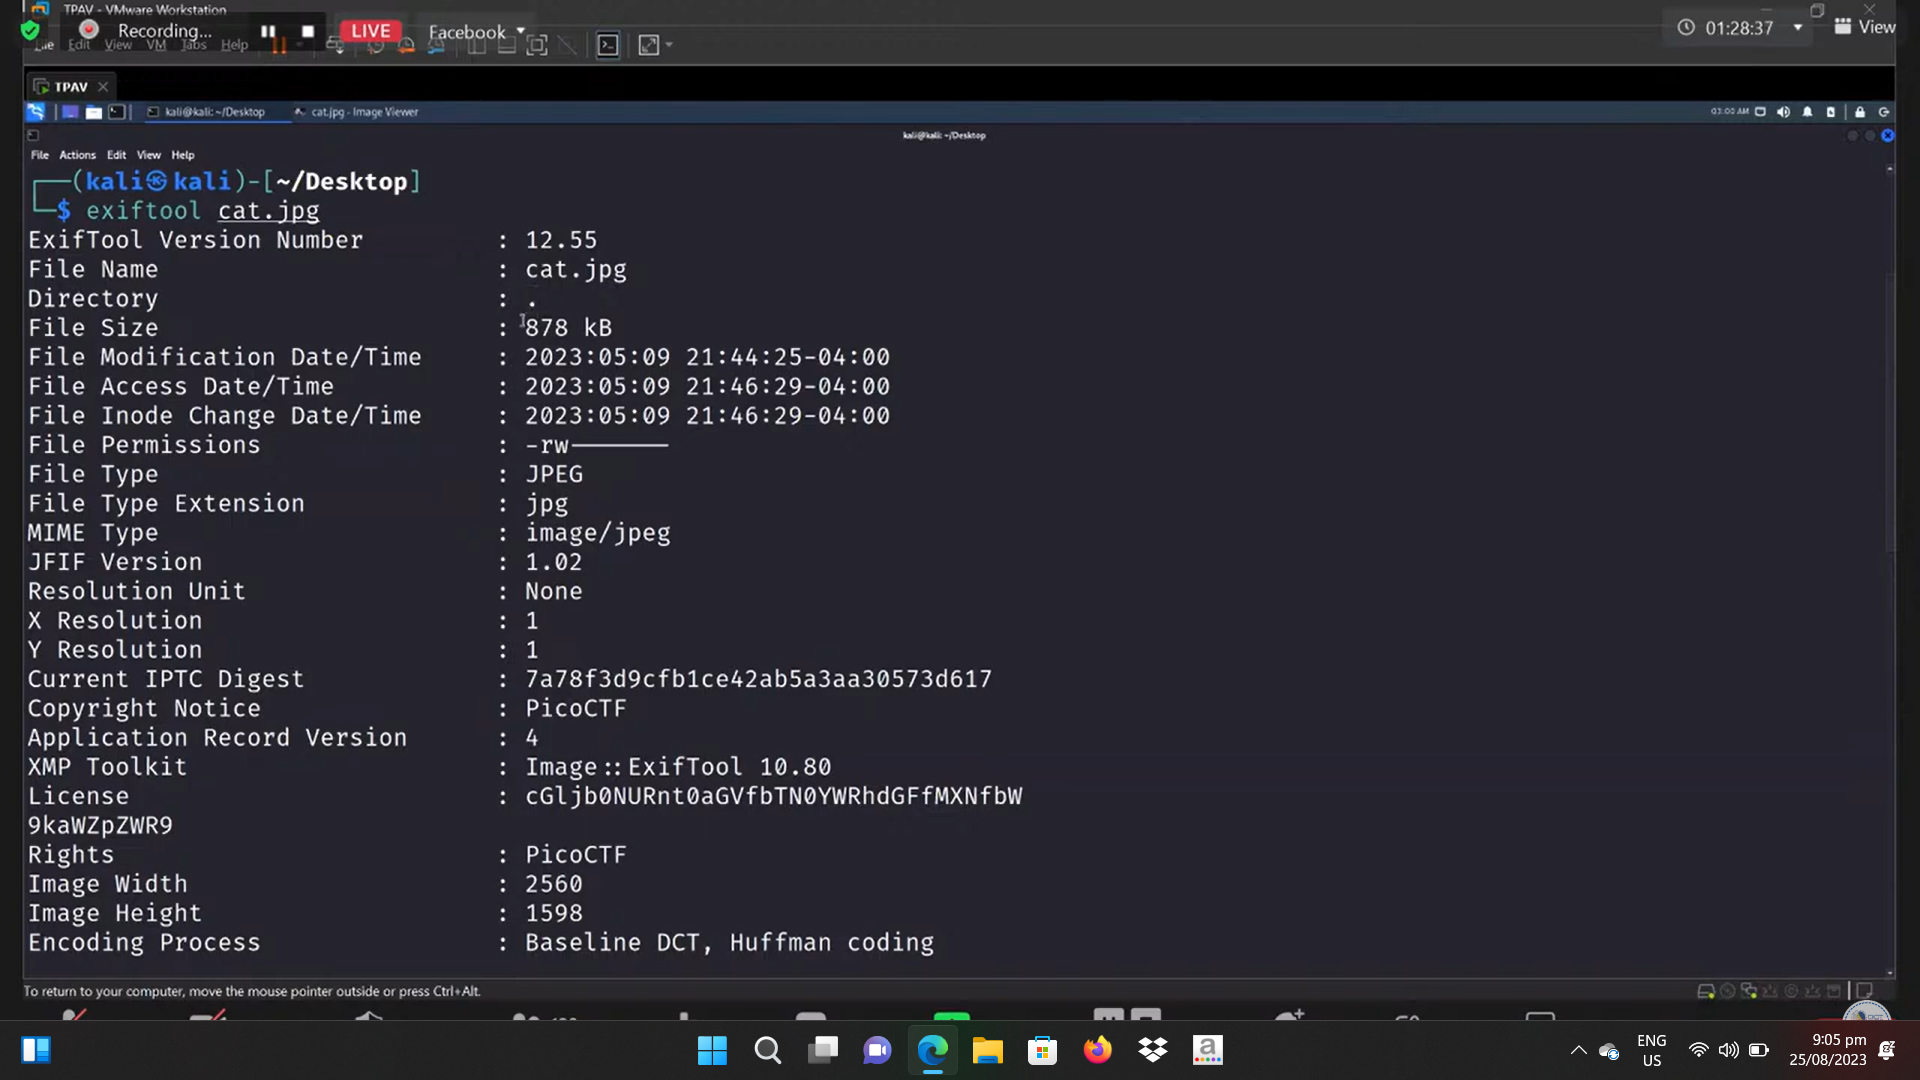 TPAV - VMware Workstation
Recording...
LIVE
Facebook
01:28:37
View
File Edit View VM Tabs Help
TPAV
kali@kali: ~/Desktop
cat.jpg - Image Viewer
03:00 AM
kali@kali: ~/Desktop
File Actions Edit View Help
(kali㉿kali)-[~/Desktop]
$ exiftool cat.jpg
ExifTool Version Number : 12.55
File Name : cat.jpg
Directory : .
File Size : 878 kB
File Modification Date/Time : 2023:05:09 21:44:25-04:00
File Access Date/Time : 2023:05:09 21:46:29-04:00
File Inode Change Date/Time : 2023:05:09 21:46:29-04:00
File Permissions : -rw-------
File Type : JPEG
File Type Extension : jpg
MIME Type : image/jpeg
JFIF Version : 1.02
Resolution Unit : None
X Resolution : 1
Y Resolution : 1
Current IPTC Digest : 7a78f3d9cfb1ce42ab5a3aa30573d617
Copyright Notice : PicoCTF
Application Record Version : 4
XMP Toolkit : Image::ExifTool 10.80
License : cGljb0NURnt0aGVfbTN0YWRhdGFfMXNfbW
9kaWZpZWR9
Rights : PicoCTF
Image Width : 2560
Image Height : 1598
Encoding Process : Baseline DCT, Huffman coding
To return to your computer, move the mouse pointer outside or press Ctrl+Alt.
ENG
US
9:05 pm
25/08/2023